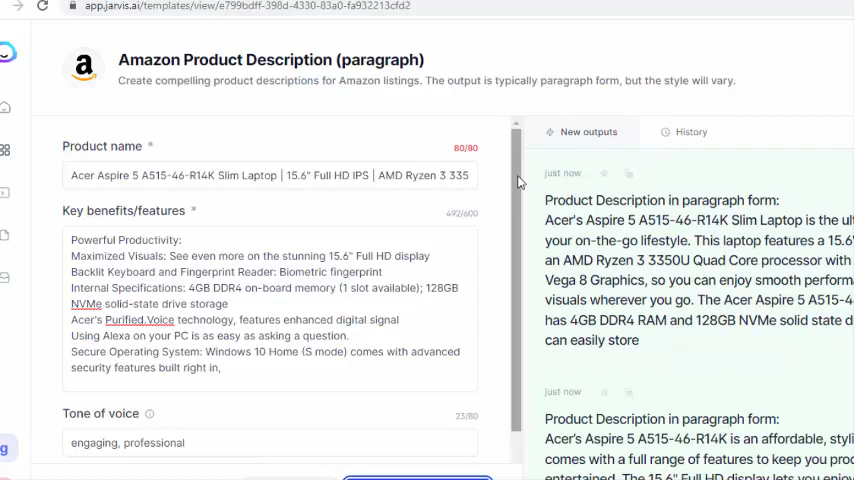 app.jarvis.ai/templates/view/e799bdff-398d-4330-83a0-fa932213cfd2
Amazon Product Description (paragraph)
Create compelling product descriptions for Amazon listings. The output is typically paragraph form, but the style will vary.
Product name *
80/80
Acer Aspire 5 A515-46-R14K Slim Laptop | 15.6" Full HD IPS | AMD Ryzen 3 335
Key benefits/features *
492/600
Powerful Productivity:
Maximized Visuals: See even more on the stunning 15.6" Full HD display
Backlit Keyboard and Fingerprint Reader: Biometric fingerprint
Internal Specifications: 4GB DDR4 on-board memory (1 slot available); 128GB
NVMe solid-state drive storage
Acer's Purified.Voice technology, features enhanced digital signal
Using Alexa on your PC is as easy as asking a question.
Secure Operating System: Windows 10 Home (S mode) comes with advanced
security features built right in,
Tone of voice
23/80
engaging, professional
New outputs
History
just now
Product Description in paragraph form:
Acer's Aspire 5 A515-46-R14K Slim Laptop is the ul
your on-the-go lifestyle. This laptop features a 15.6
an AMD Ryzen 3 3350U Quad Core processor with
Vega 8 Graphics, so you can enjoy smooth perform
visuals wherever you go. The Acer Aspire 5 A515-4
has 4GB DDR4 RAM and 128GB NVMe solid state d
can easily store
just now
Product Description in paragraph form:
Acer's Aspire 5 A515-46-R14K is an affordable, styli
comes with a full range of features to keep you prod
entertained. The 15.6" Full HD display lets you enjoy
g